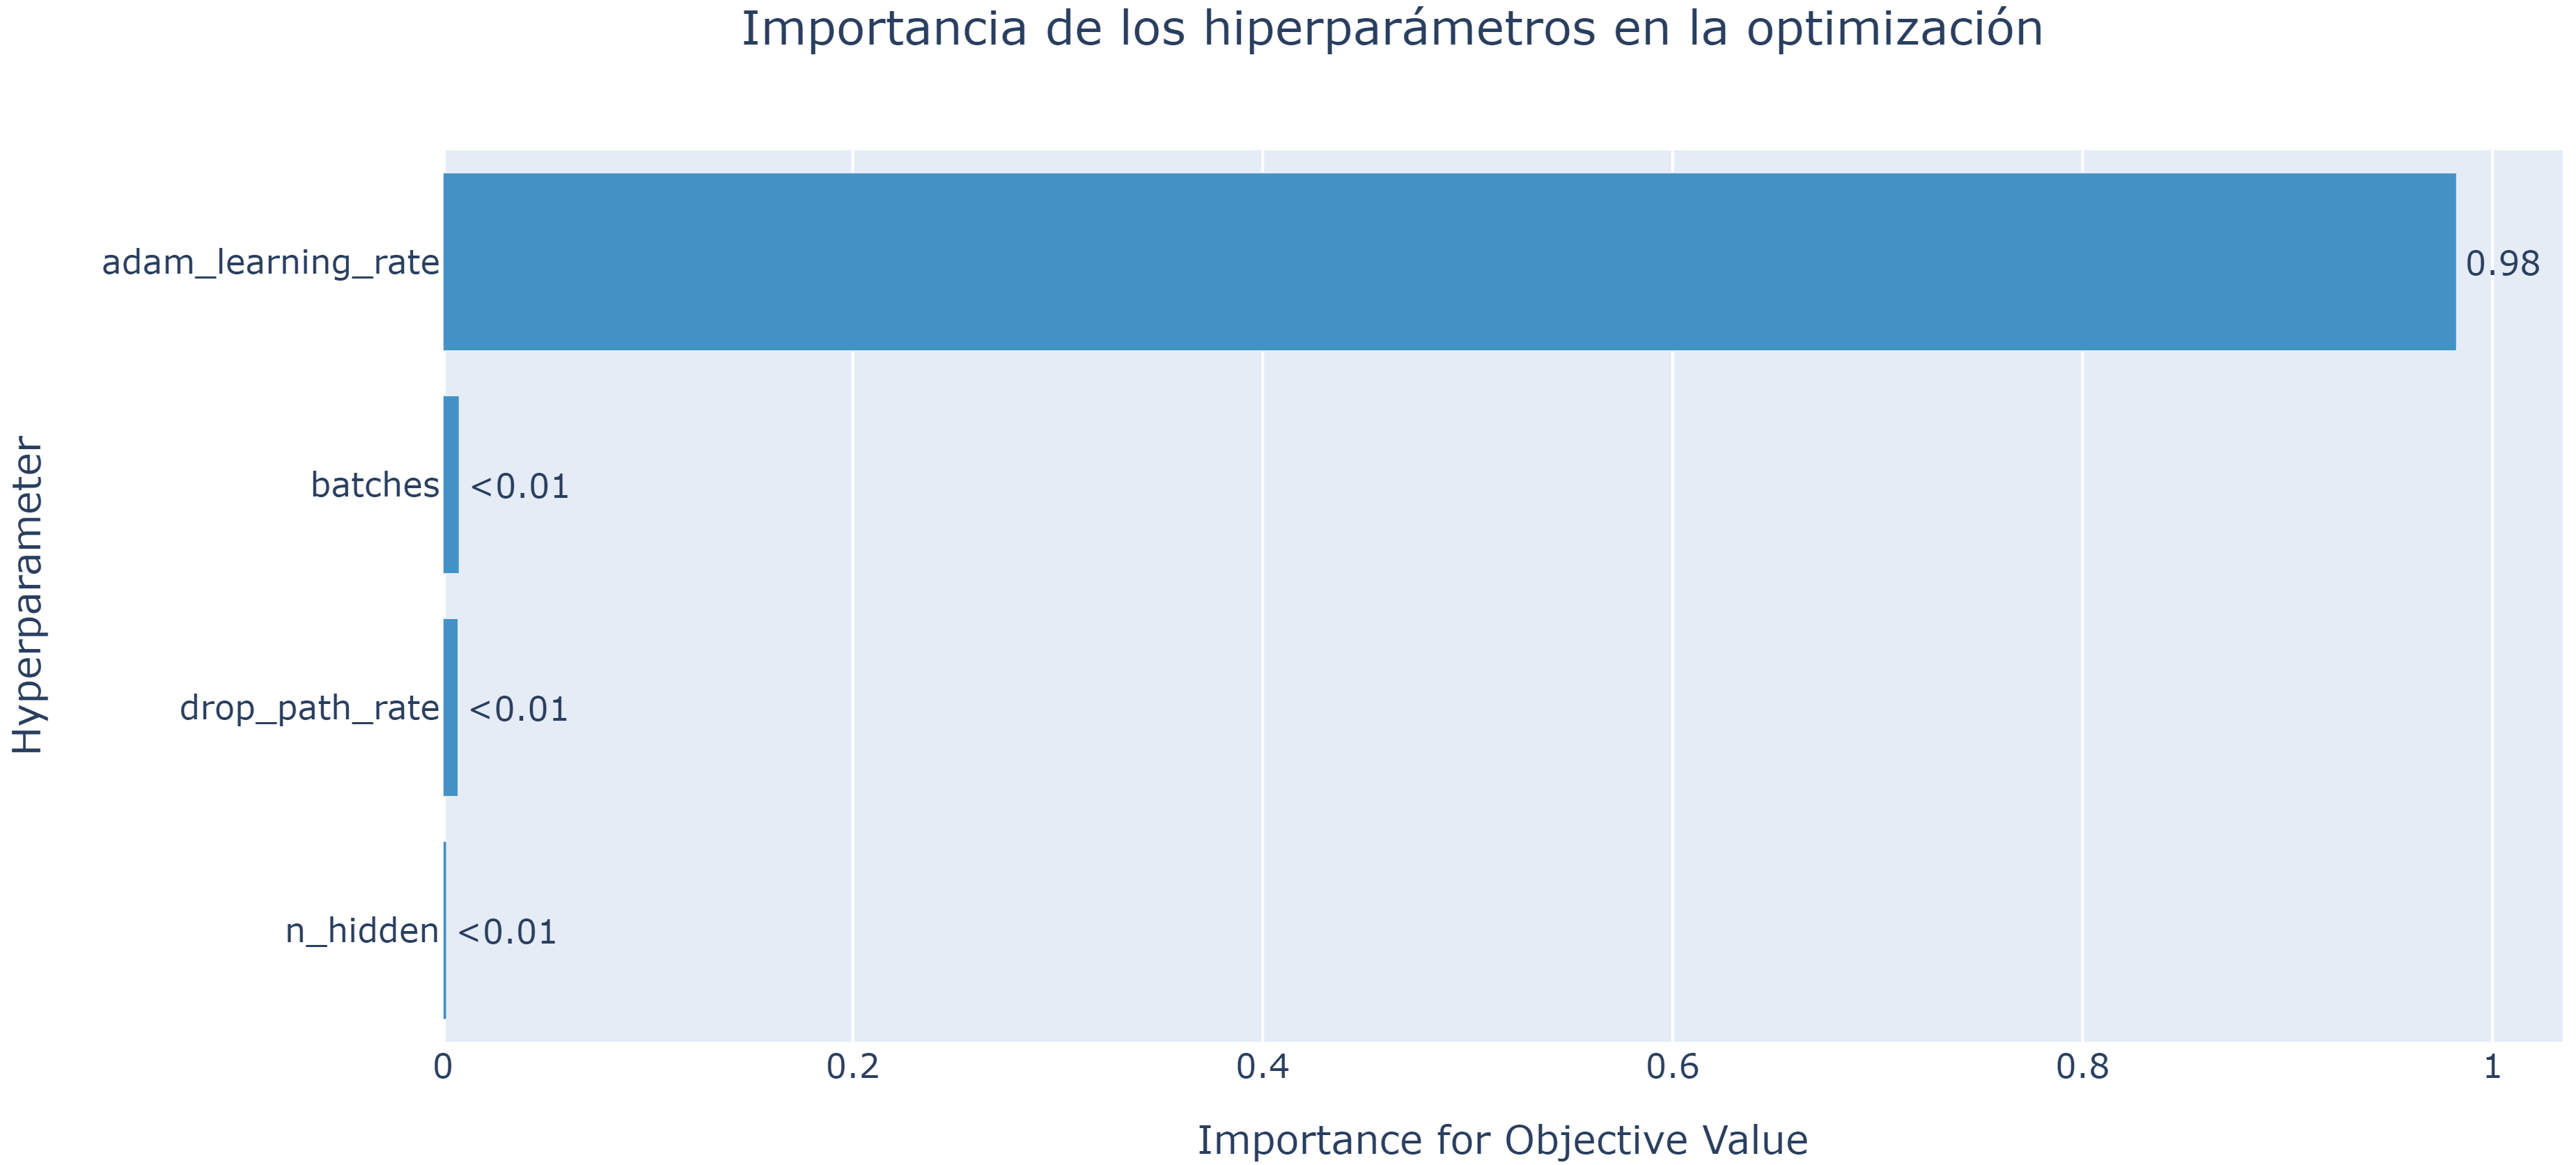 Importancia de los hiperparámetros en la optimización
Hyperparameter
adam_learning_rate
0.98
batches
<0.01
drop_path_rate
<0.01
n_hidden
<0.01
0
0.2
0.4
0.6
0.8
1
Importance for Objective Value